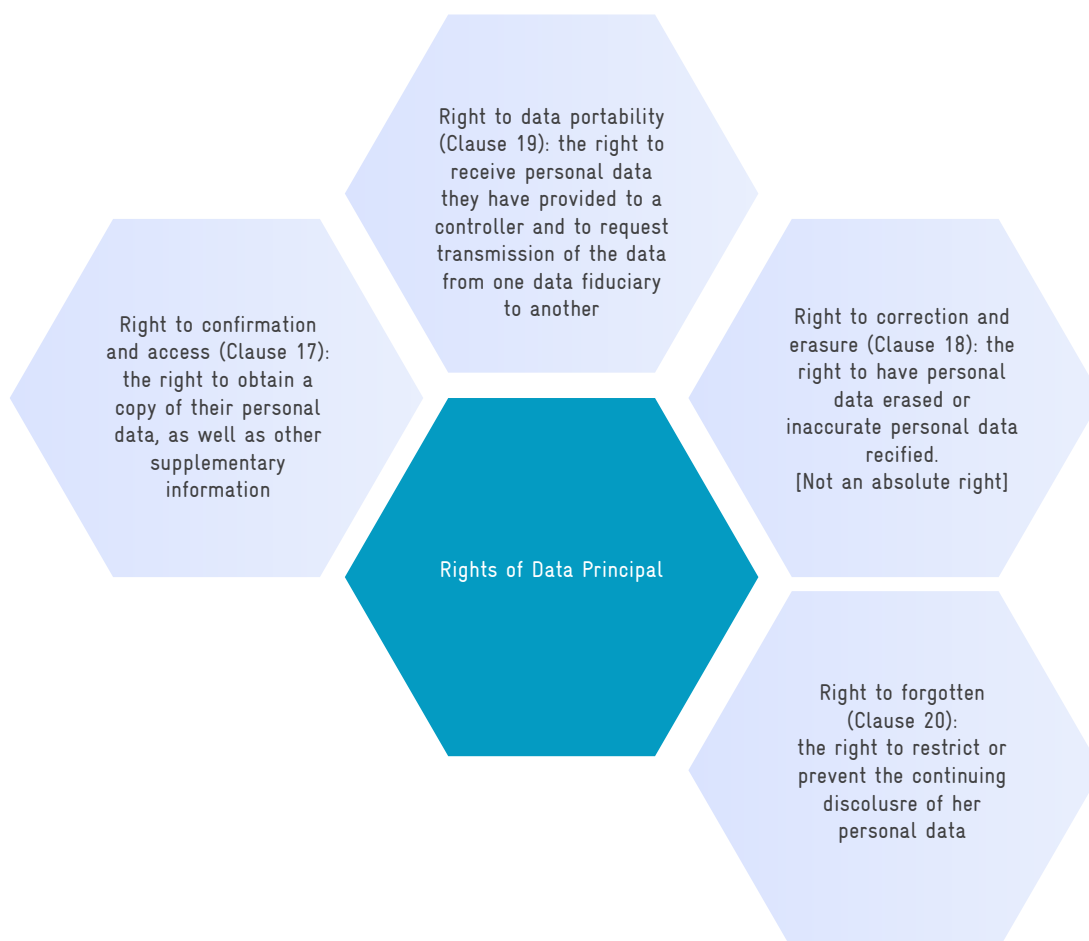 Right to data portability
(Clause 19): the right to
receive personal data
they have provided to a
controller and to request
transmission of the data
from one data fiduciary
to another
Right to confirmation
and access (Clause 17):
the right to obtain a
copy of their personal
data, as well as other
supplementary
information
Right to correction and
erasure (Clause 18): the
right to have personal
data erased or
inaccurate personal data
recified.
[Not an absolute right]
Rights of Data Principal
Right to forgotten
(Clause 20):
the right to restrict or
prevent the continuing
discolusre of her
personal data